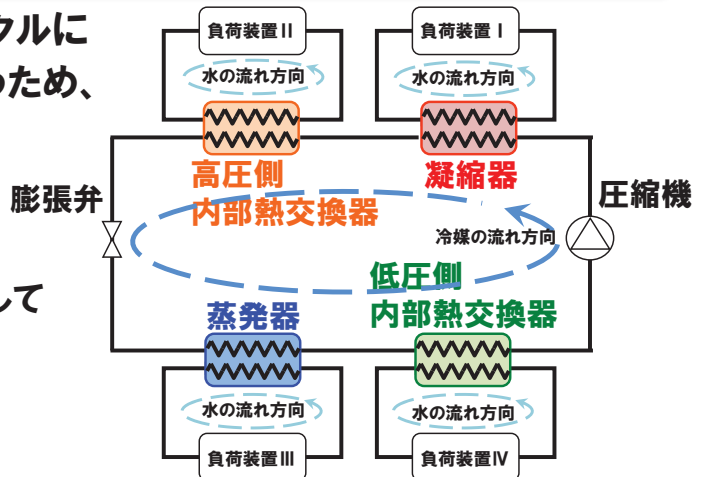 クルに
つため、
して
負荷装置Ⅱ
負荷装置Ⅰ
水の流れ方向
水の流れ方向
高圧側
内部熱交換器
凝縮器
膨張弁
圧縮機
冷媒の流れ方向
低圧側
内部熱交換器
蒸発器
水の流れ方向
水の流れ方向
負荷装置Ⅲ
負荷装置Ⅳ